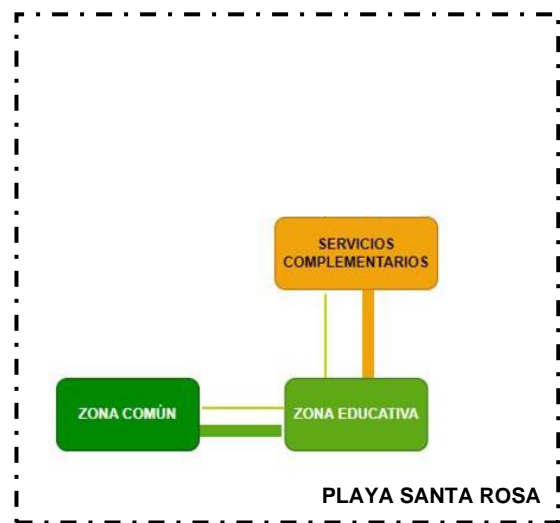 SERVICIOS
COMPLEMENTARIOS
ZONA COMÚN
ZONA EDUCATIVA
PLAYA SANTA ROSA